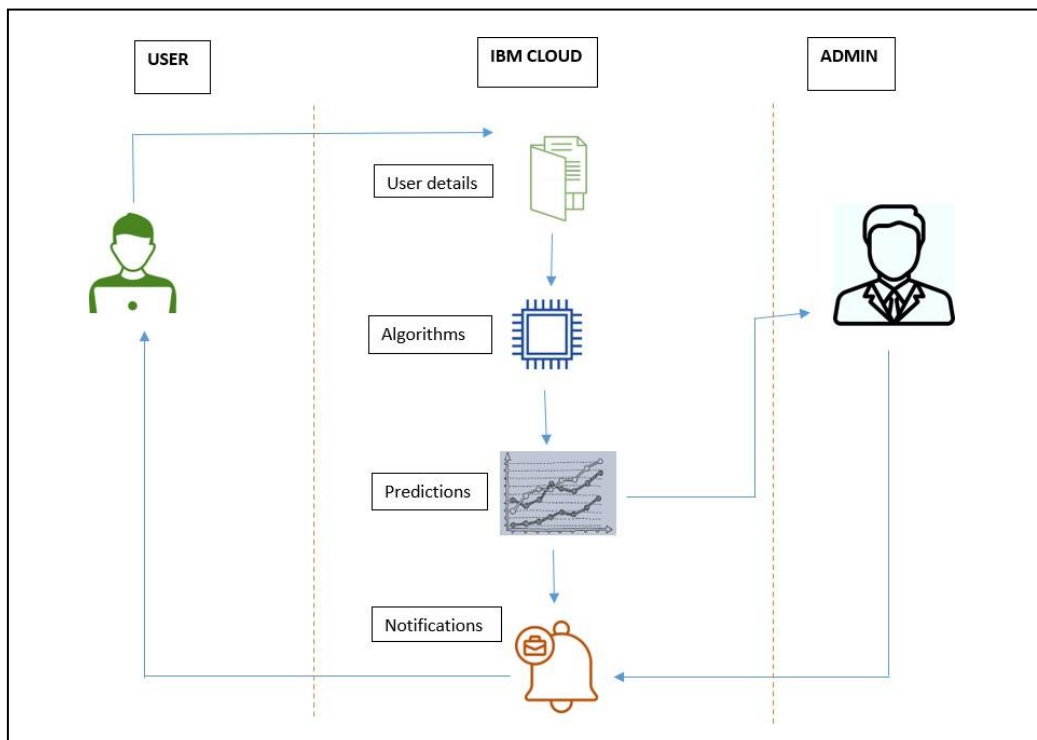 USER
IBM CLOUD
ADMIN
User details
Algorithms
Predictions
Notifications